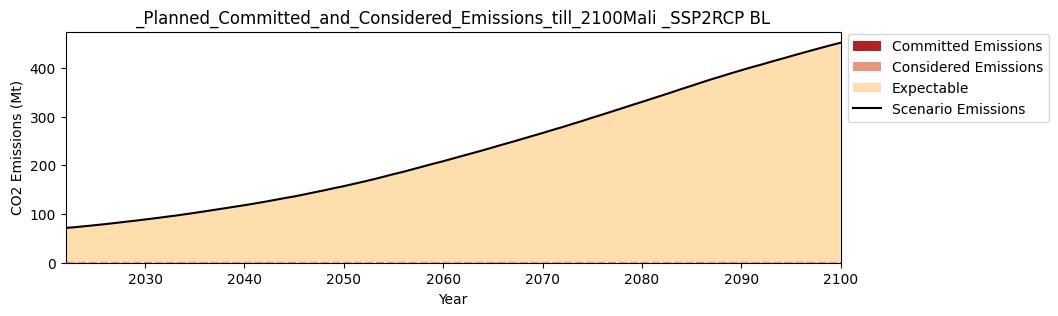 _Planned_Committed_and_Considered_Emissions_till_2100Mali _SSP2RCP BL
CO2 Emissions (Mt)
400
300
200
100
0
2030 2040 2050 2060 2070 2080 2090 2100
Year
Committed Emissions
Considered Emissions
Expectable
Scenario Emissions